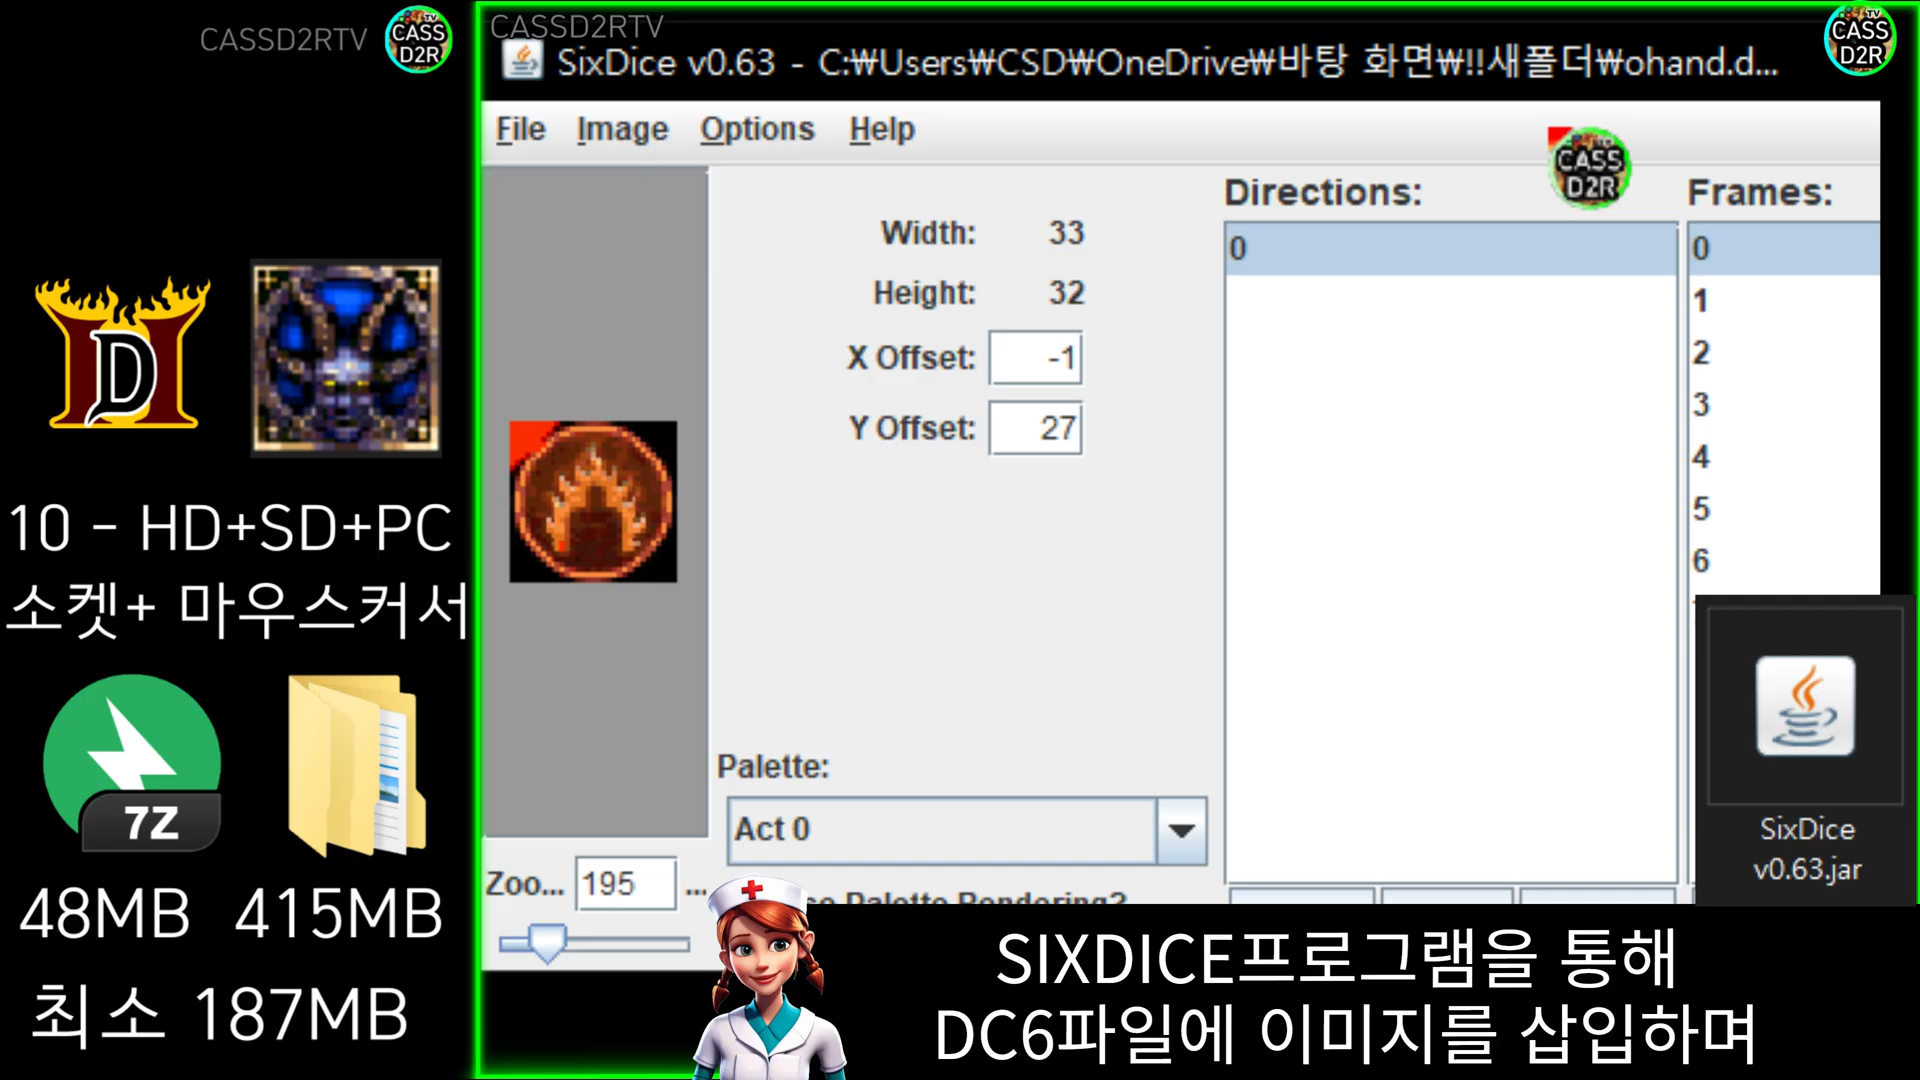 CASSD2RTV
TV
CASS
D2R
D
10 - HD+SD+PC
소켓+ 마우스커서
7Z
48MB 415MB
최소 187MB
CASSD2RTV
SixDice v0.63 - C:₩Users₩CSD₩OneDrive₩바탕 화면₩!!새폴더₩ohand.d...
TV
CASS
D2R
File Image Options Help
CASS
D2R
Width: 33
Height: 32
X Offset: -1
Y Offset: 27
Directions:
0
Frames:
0
1
2
3
4
5
6
Palette:
Act 0
Zoo... 195 ...
Palette Rendering?
SixDice
v0.63.jar
SIXDICE프로그램을 통해
DC6파일에 이미지를 삽입하며